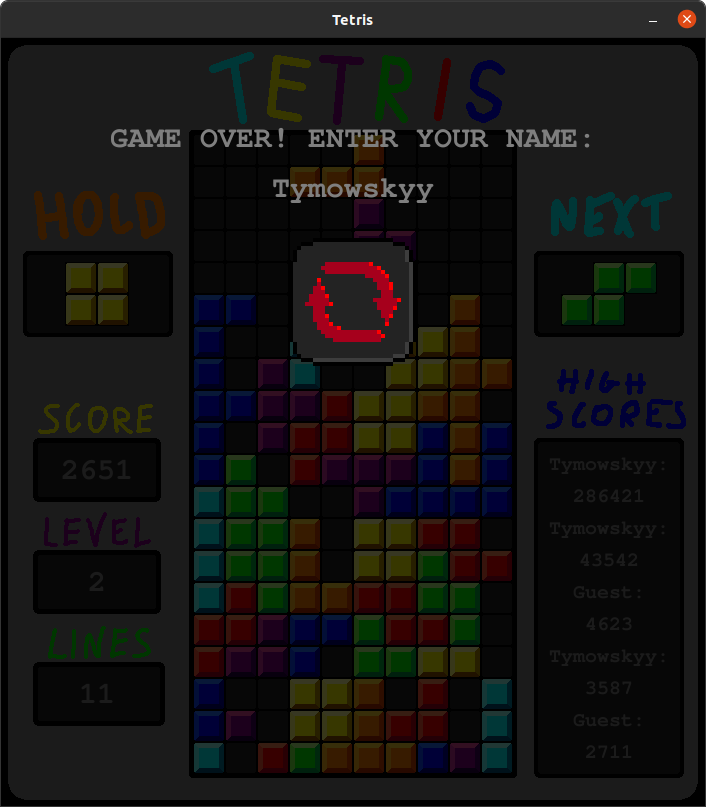 Tetris
TETRIS
GAME OVER! ENTER YOUR NAME:
Tymowskyy
HOLD
NEXT
SCORE
2651
LEVEL
2
LINES
11
HIGH
SCORES
Tymowskyy:
286421
Tymowskyy:
43542
Guest:
4623
Tymowskyy:
3587
Guest:
2711